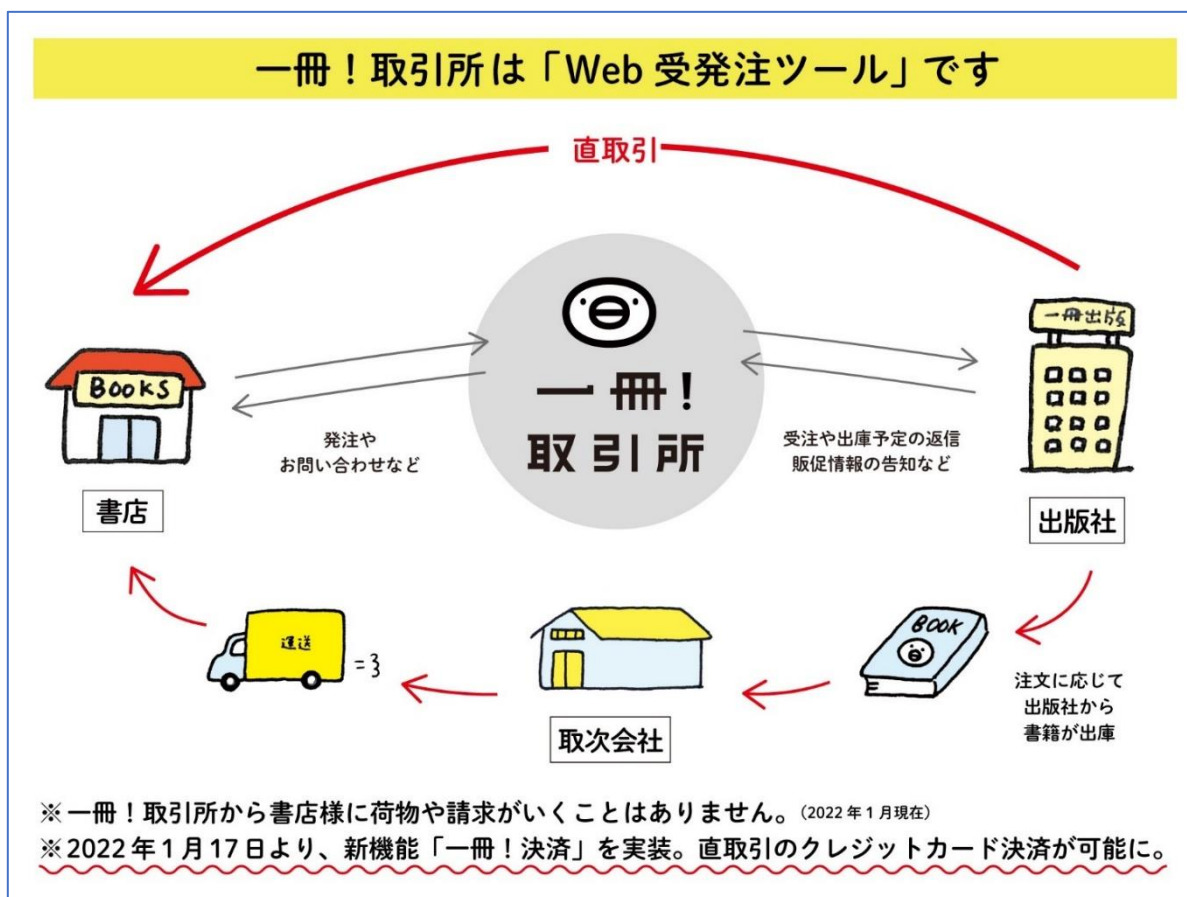 一冊！取引所は「Web 受発注ツール」です
直取引
一冊出版
BOOKS
一冊！
取引所
発注や
お問い合わせなど
受注や出庫予定の返信
販促情報の告知など
書店
出版社
運送
BOOK
注文に応じて
出版社から
書籍が出庫
取次会社
※一冊！取引所から書店様に荷物や請求がいくことはありません。（2022年1月現在）
※2022年1月17日より、新機能「一冊！決済」を実装。直取引のクレジットカード決済が可能に。